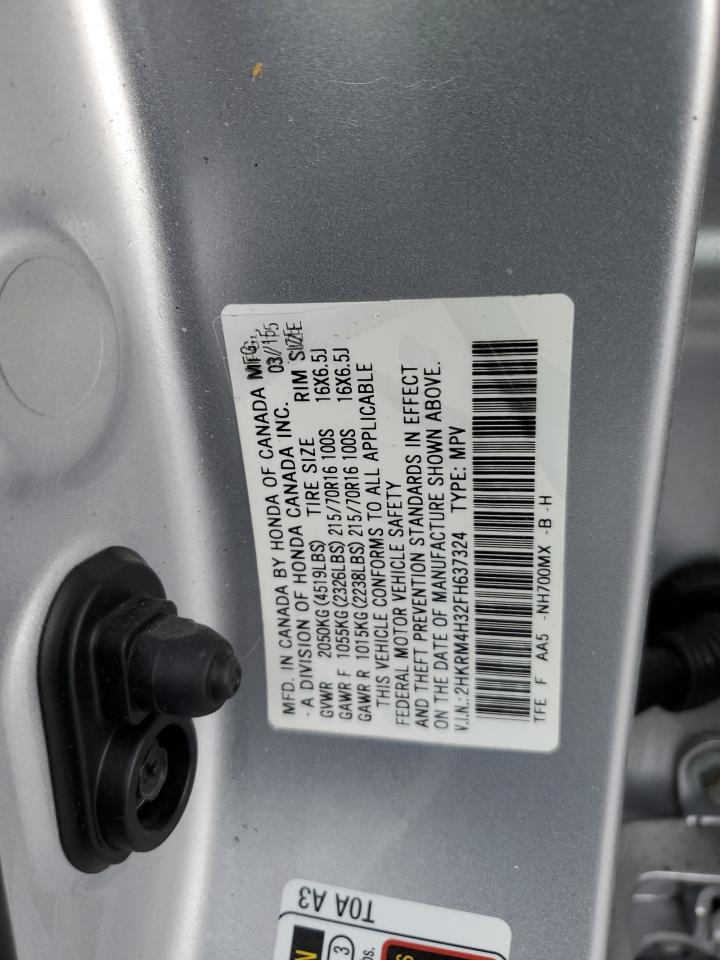 MFD. IN CANADA BY HONDA OF CANADA MFG.,
A DIVISION OF HONDA CANADA INC. 03/15
GVWR 2050KG(4519LBS) TIRE SIZE RIM SIZE
GAWR F 1055KG(2326LBS) 215/70R16 100S 16X6.5J
GAWR R 1015KG(2238LBS) 215/70R16 100S 16X6.5J
THIS VEHICLE CONFORMS TO ALL APPLICABLE
FEDERAL MOTOR VEHICLE SAFETY
AND THEFT PREVENTION STANDARDS IN EFFECT
ON THE DATE OF MANUFACTURE SHOWN ABOVE.
V.I.N.:2HKRM4H32FH637324 TYPE: MPV
TFE F AA5 -NH700MX -B -H
T0A A3
3